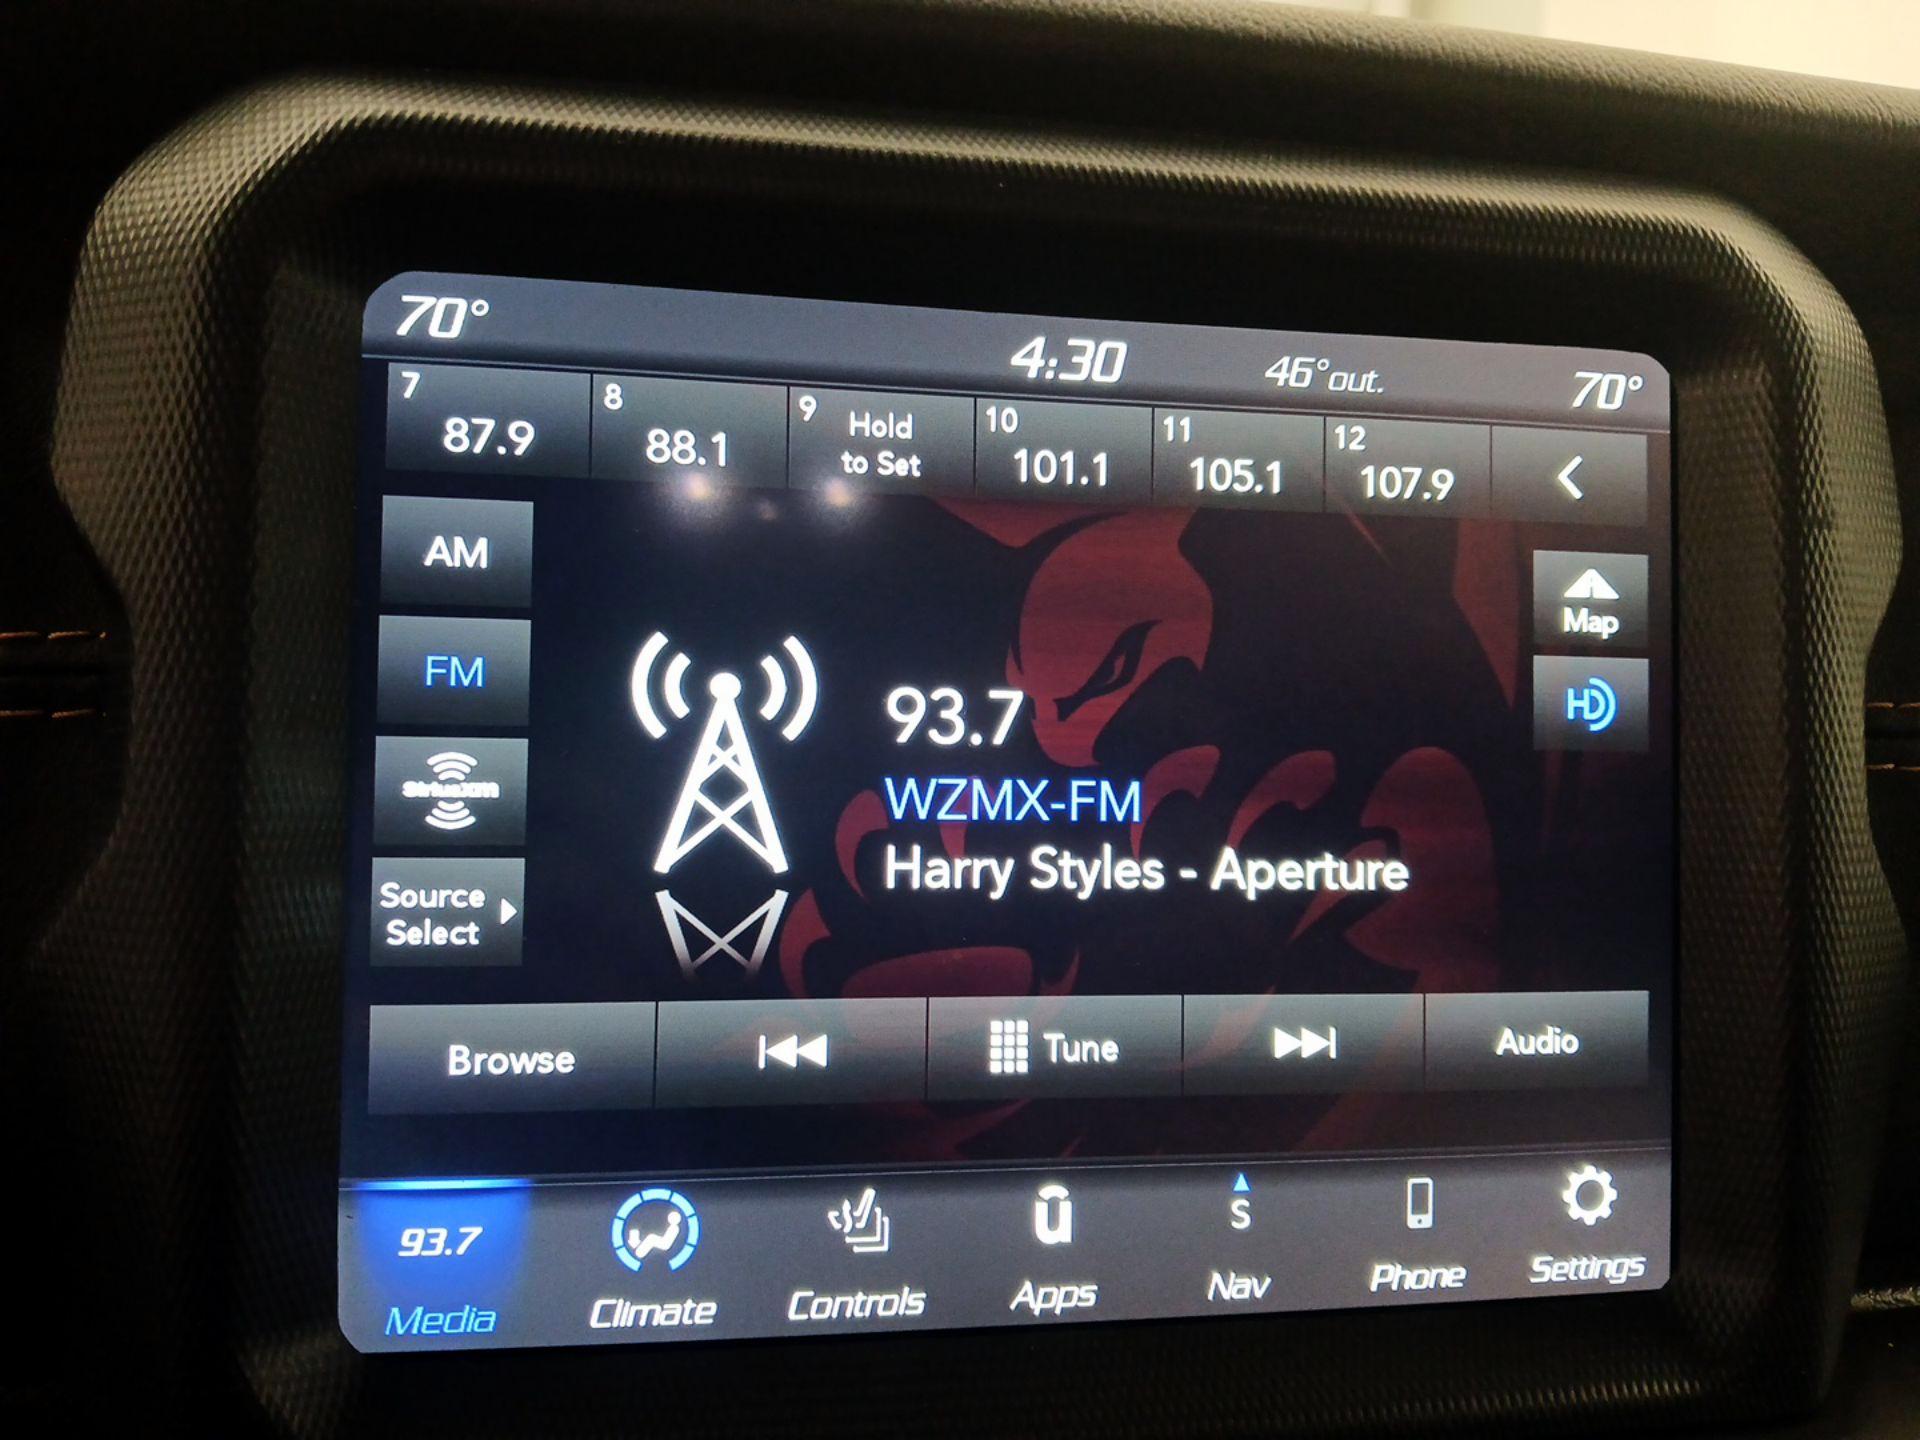 70°
4:30
46°out.
70°
7
87.9
8
88.1
9
Hold
to Set
10
101.1
11
105.1
12
107.9
AM
FM
SiriusXM
Source
Select
Map
HD
93.7
WZMX-FM
Harry Styles - Aperture
Browse
Tune
Audio
93.7
Media
Climate
Controls
u
Apps
S
Nav
Phone
Settings